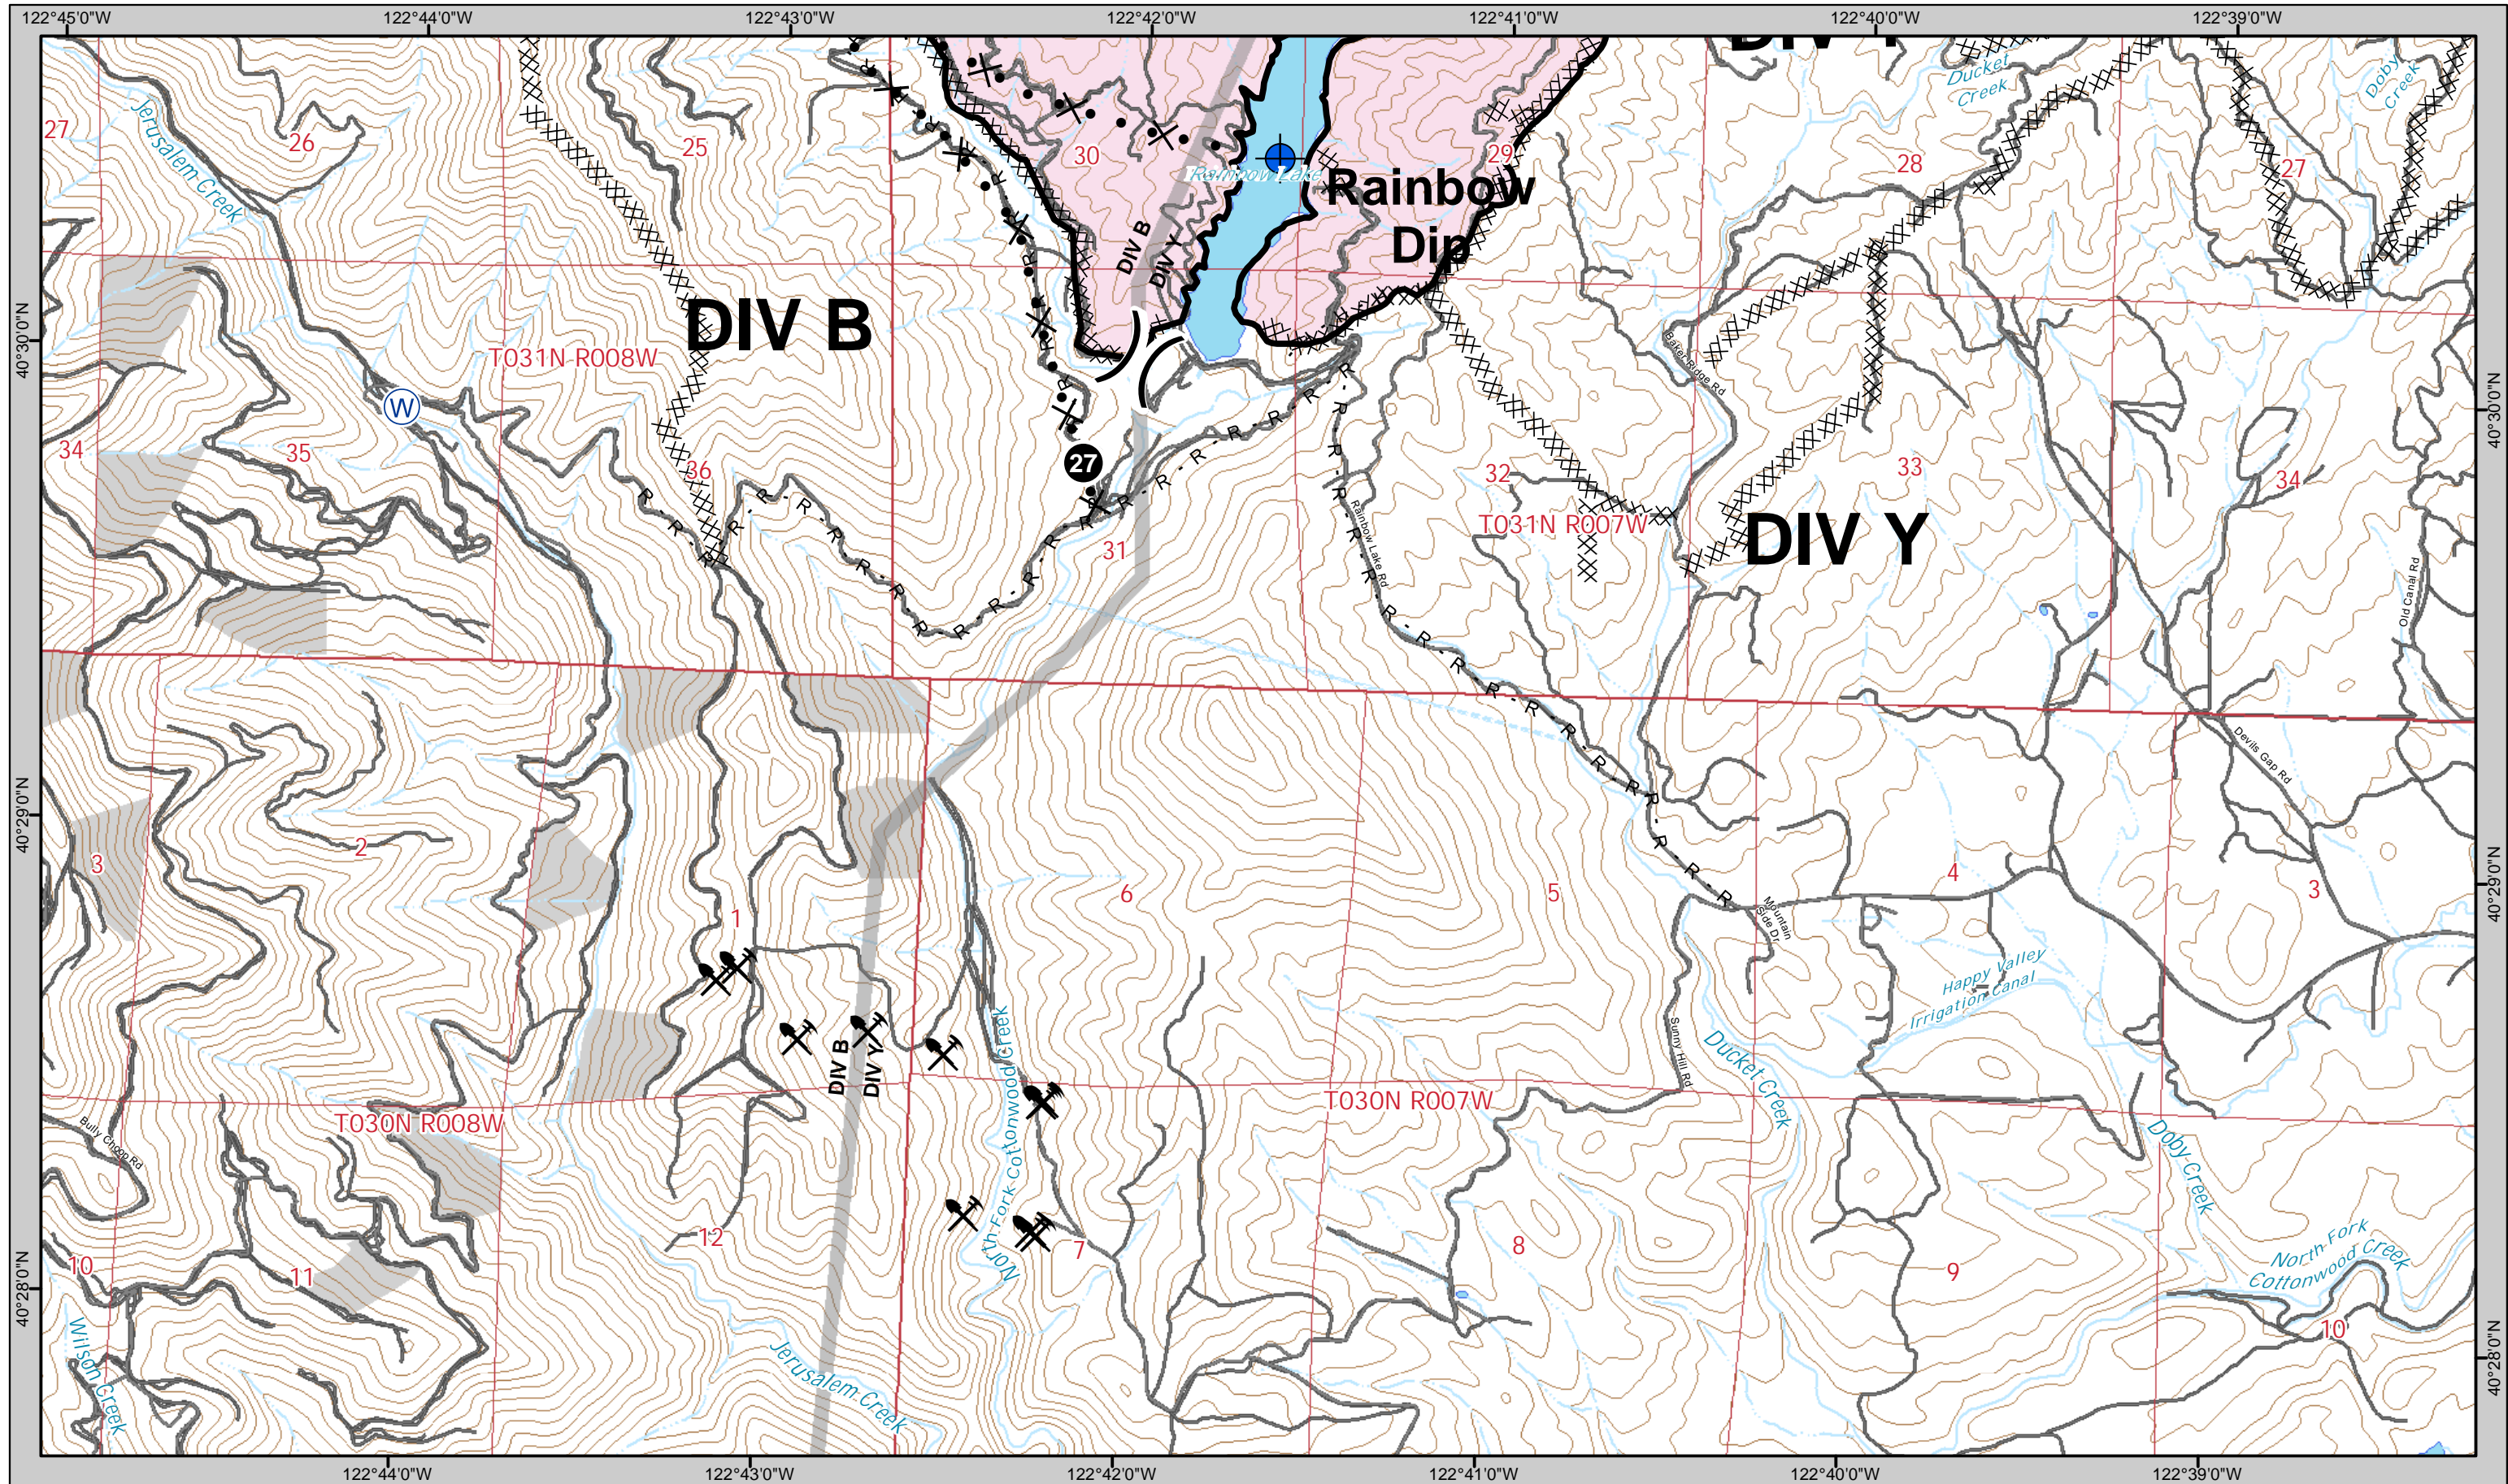 122°45'0"W
122°44'0"W
122°43'0"W
122°42'0"W
122°41'0"W
122°40'0"W
122°39'0"W
Ducket
Creek
Doby
Creek
27
Jerusalem Creek
26
25
30
Rainbow Lake
29
28
27
Rainbow
Dip
DIV B
DIV Y
40°30'0"N
DIV B
T031N R008W
W
Baker Ridge Rd
40°30'0"N
34
35
36
27
32
33
34
T031N R007W
DIV Y
31
Rainbow Lake Rd
Old Canal Rd
Devils Gap Rd
40°29'0"N
40°29'0"N
3
2
1
6
5
4
3
Mountain
Side Dr
Happy Valley
Irrigation Canal
DIV B
DIV Y
North Fork Cottonwood Creek
Sunny Hill Rd
Ducket Creek
T030N R008W
T030N R007W
Bully Choop Rd
Doby Creek
12
7
8
9
10
11
North Fork
Cottonwood Creek
10
40°28'0"N
40°28'0"N
Wilson Creek
Jerusalem Creek
122°44'0"W
122°43'0"W
122°42'0"W
122°41'0"W
122°40'0"W
122°39'0"W